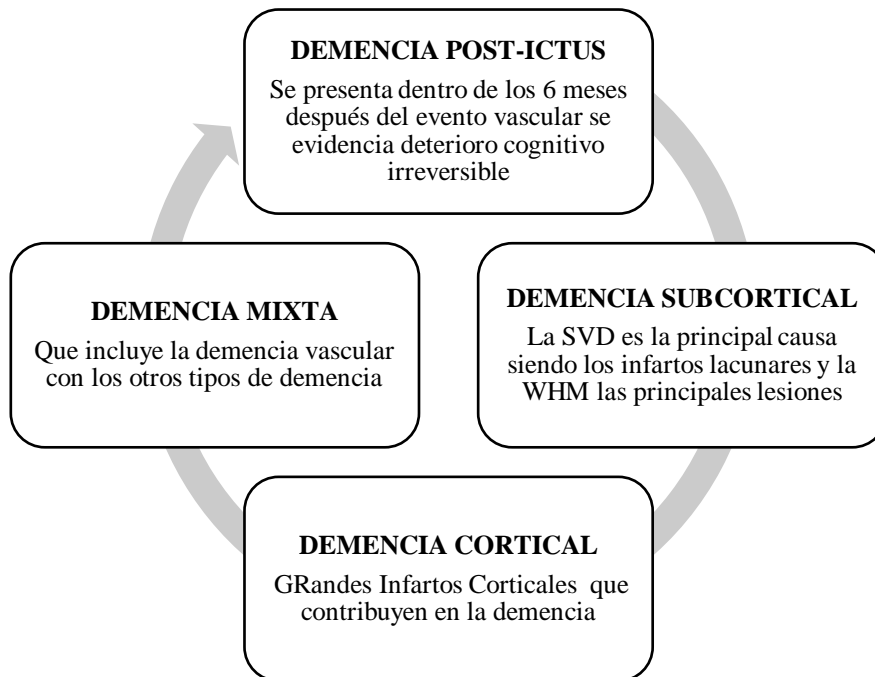 DEMENCIA POST-ICTUS
Se presenta dentro de los 6 meses
después del evento vascular se
evidencia deterioro cognitivo
irreversible
DEMENCIA SUBCORTICAL
La SVD es la principal causa
siendo los infartos lacunares y la
WHM las principales lesiones
DEMENCIA CORTICAL
GRandes Infartos Corticales que
contribuyen en la demencia
DEMENCIA MIXTA
Que incluye la demencia vascular
con los otros tipos de demencia